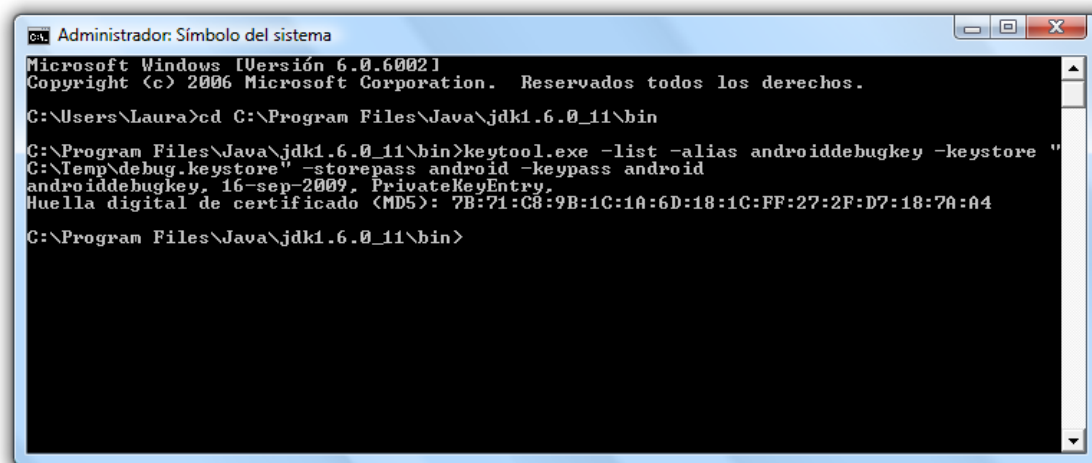 Administrador: Símbolo del sistema
Microsoft Windows [Versión 6.0.6002]
Copyright (c) 2006 Microsoft Corporation.  Reservados todos los derechos.
C:\Users\Laura>cd C:\Program Files\Java\jdk1.6.0_11\bin
C:\Program Files\Java\jdk1.6.0_11\bin>keytool.exe -list -alias androiddebugkey -keystore "
C:\Temp\debug.keystore" -storepass android -keypass android
androiddebugkey, 16-sep-2009, PrivateKeyEntry,
Huella digital de certificado (MD5): 7B:71:C8:9B:1C:1A:6D:18:1C:FF:27:2F:D7:18:7A:A4
C:\Program Files\Java\jdk1.6.0_11\bin>